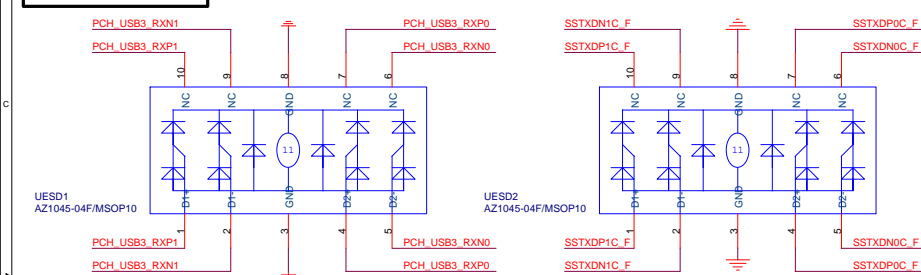 PCH_USB3_RXN1 PCH_USB3_RXP0 SSTXDN1C_F SSTXDP0C_F
PCH_USB3_RXP1 PCH_USB3_RXN0 SSTXDP1C_F SSTXDN0C_F
10 9 8 7 6 10 9 8 7 6
C
NC NC GND NC NC NC NC GND NC NC
11 11
UESD1 UESD2
AZ1045-04F/MSOP10 AZ1045-04F/MSOP10
D1+ D1- GND D2+ D2- D1+ D1- GND D2+ D2-
1 2 3 4 5 1 2 3 4 5
PCH_USB3_RXP1 PCH_USB3_RXN0 SSTXDP1C_F SSTXDN0C_F
PCH_USB3_RXN1 PCH_USB3_RXP0 SSTXDN1C_F SSTXDP0C_F